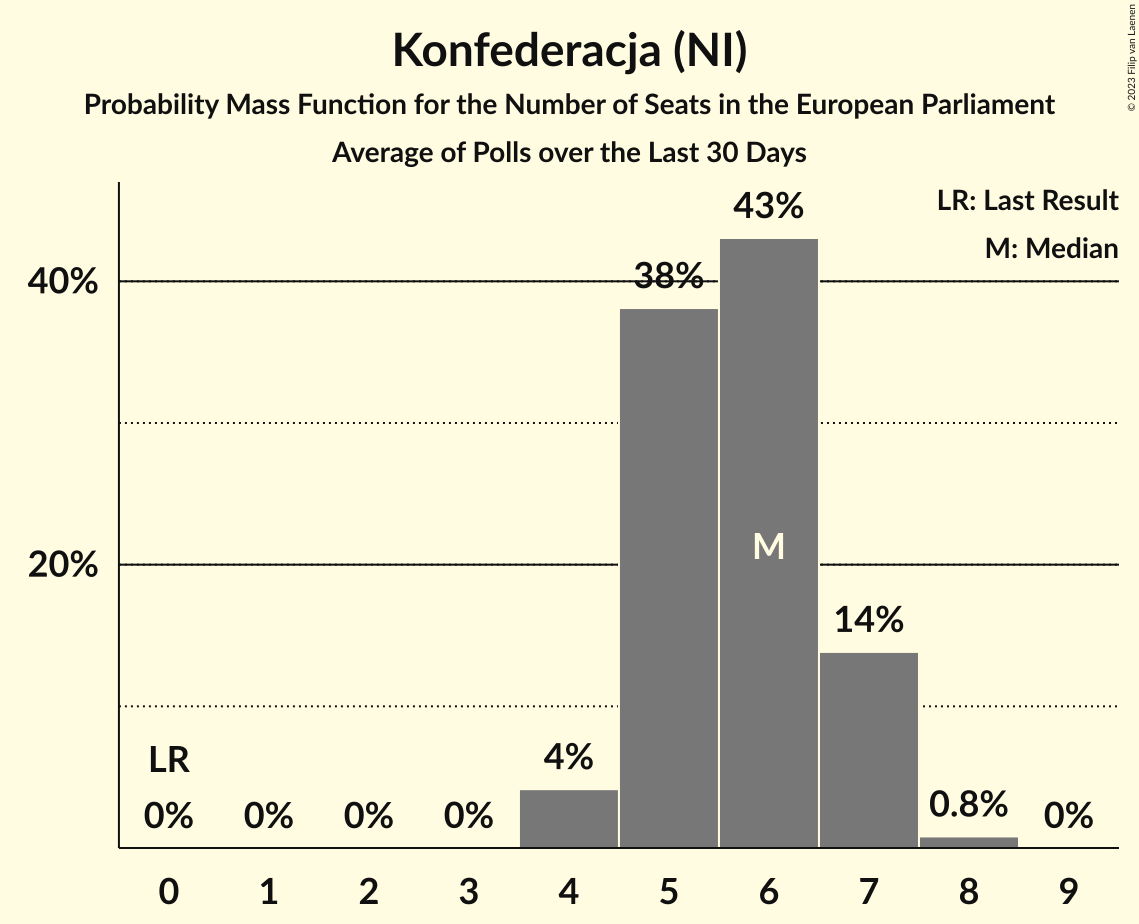 Konfederacja (NI)
Probability Mass Function for the Number of Seats in the European Parliament
Average of Polls over the Last 30 Days
© 2023 Filip van Laenen
LR: Last Result
M: Median
43%
38%
40%
M
20%
14%
LR
4%
0.8%
0% 0% 0% 0% 0%
0 1 2 3 4 5 6 7 8 9